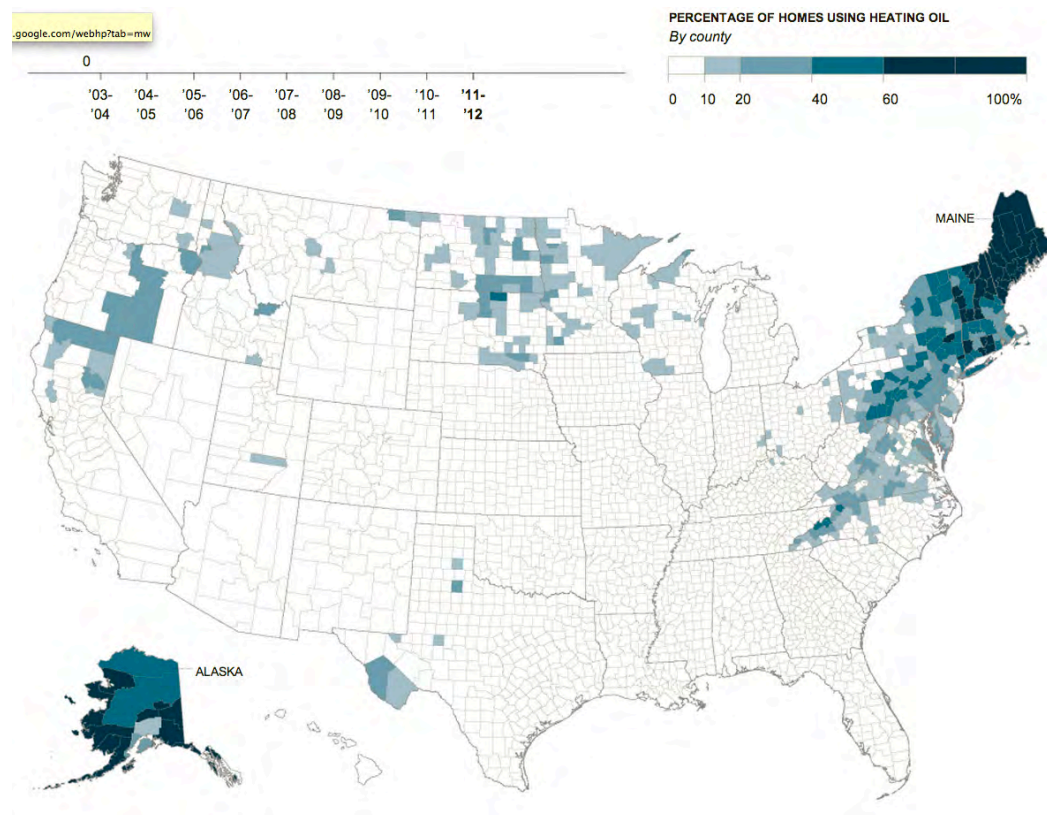 .google.com/webhp?tab=mw
PERCENTAGE OF HOMES USING HEATING OIL
By county
0 10 20 40 60 100%
0
'03- '04- '05- '06- '07- '08- '09- '10- '11-
'04 '05 '06 '07 '08 '09 '10 '11 '12
MAINE
ALASKA